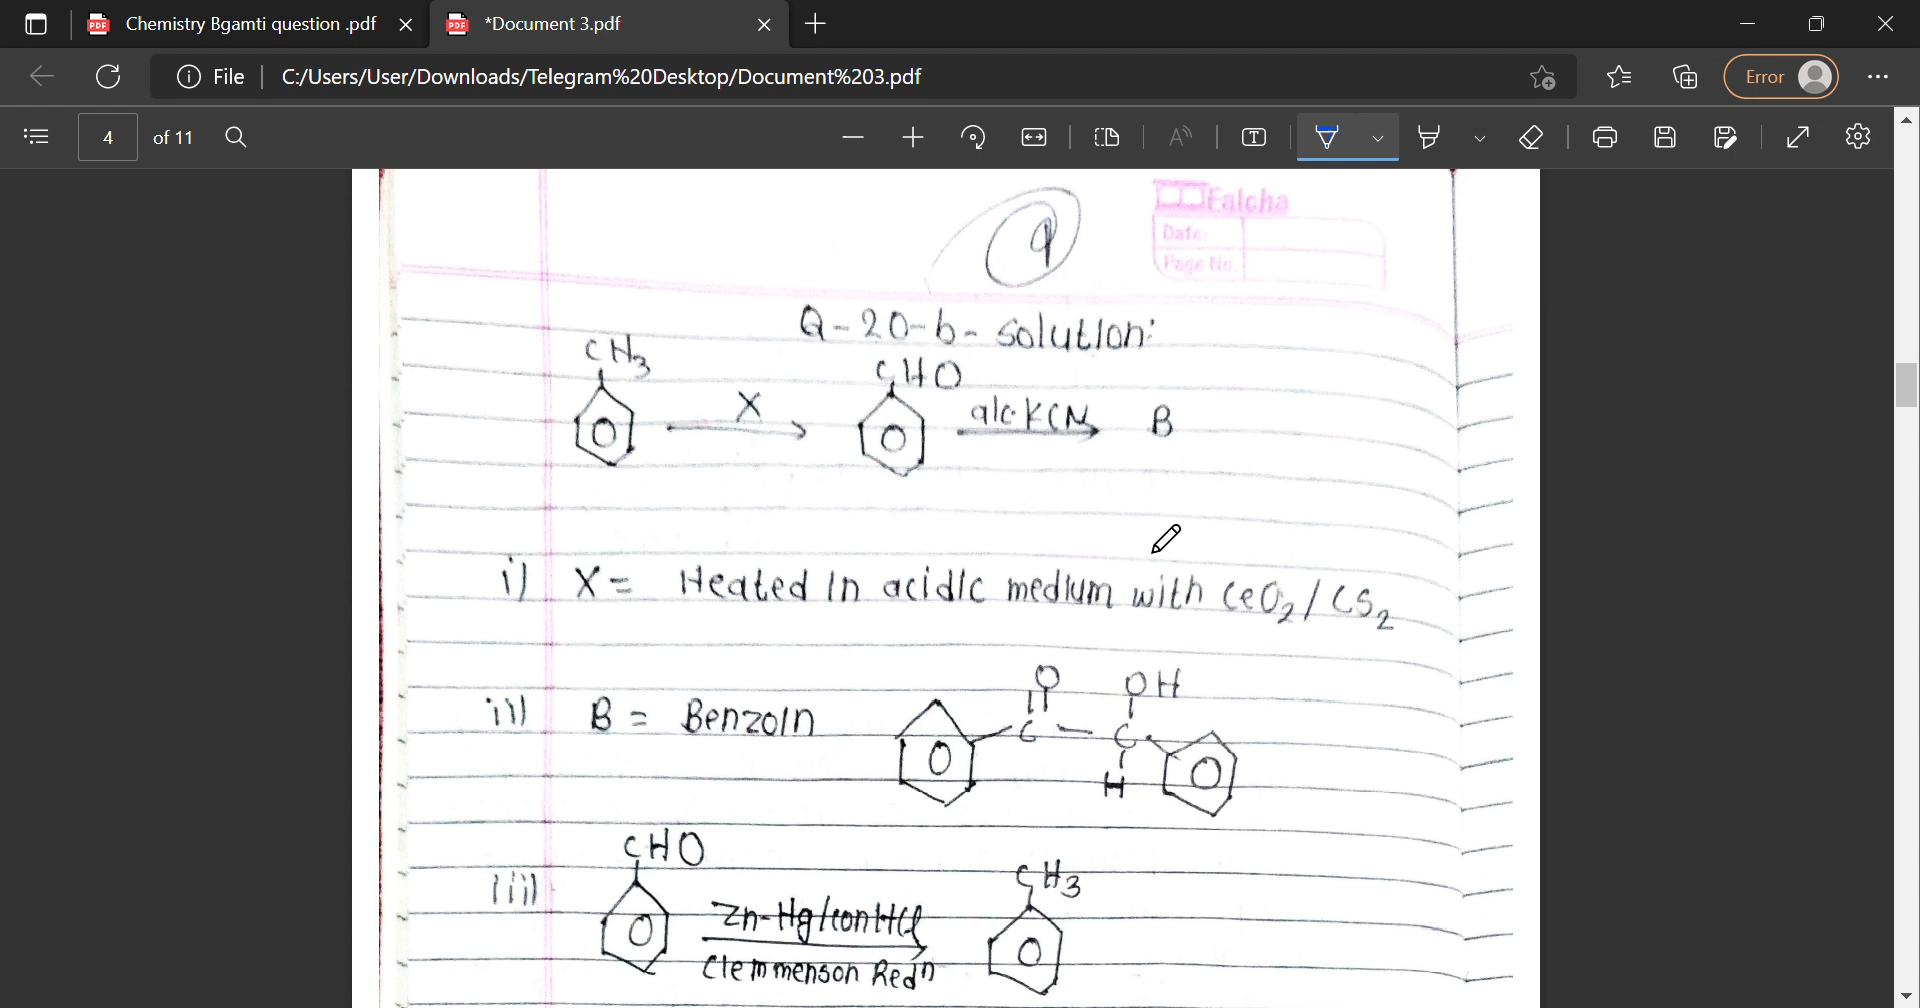 Chemistry Bgamti question .pdf
*Document 3.pdf
File
C:/Users/User/Downloads/Telegram%20Desktop/Document%203.pdf
Error
4 of 11
9
Falcha
Date:
Page No.
Q-20-b- solution:
CH3 CHO
X alc.KCN B
i) X = Heated in acidic medium with CeO2/CS2
ii) B = Benzoin
O OH
C - C
H
CHO CH3
iii) Zn-Hg/conHCl
Clemmenson Redn